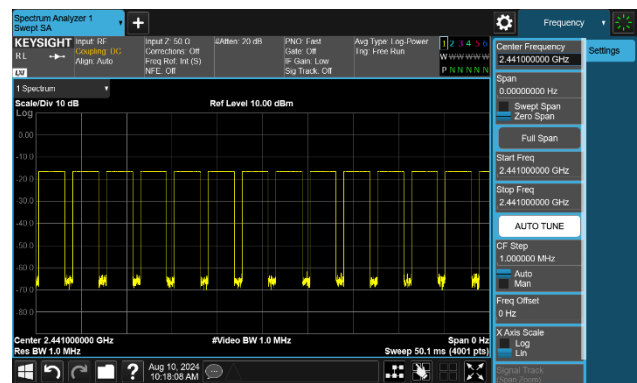 Spectrum Analyzer 1
Swept SA
+
Frequency
KEYSIGHT
RL
LV
Input: RF
Coupling: DC
Align: Auto
Input Z: 50 Ω
Corrections: Off
Freq Ref: Int (S)
NFE: Off
#Atten: 20 dB
PNO: Fast
Gate: Off
IF Gain: Low
Sig Track: Off
Avg Type: Log-Power
Trig: Free Run
1 2 3 4 5 6
W W W W W W
P N N N N N
1 Spectrum
Scale/Div 10 dB
Ref Level 10.00 dBm
Log
0.00
-10.0
-20.0
-30.0
-40.0
-50.0
-60.0
-70.0
-80.0
Center 2.441000000 GHz
#Video BW 1.0 MHz
Span 0 Hz
Res BW 1.0 MHz
Sweep 50.1 ms (4001 pts)
Center Frequency
2.441000000 GHz
Settings
Span
0.00000000 Hz
Swept Span
Zero Span
Full Span
Start Freq
2.441000000 GHz
Stop Freq
2.441000000 GHz
AUTO TUNE
CF Step
1.000000 MHz
Auto
Man
Freq Offset
0 Hz
X Axis Scale
Log
Lin
Signal Track
(Span Zoom)
?
Aug 10, 2024
10:18:08 AM